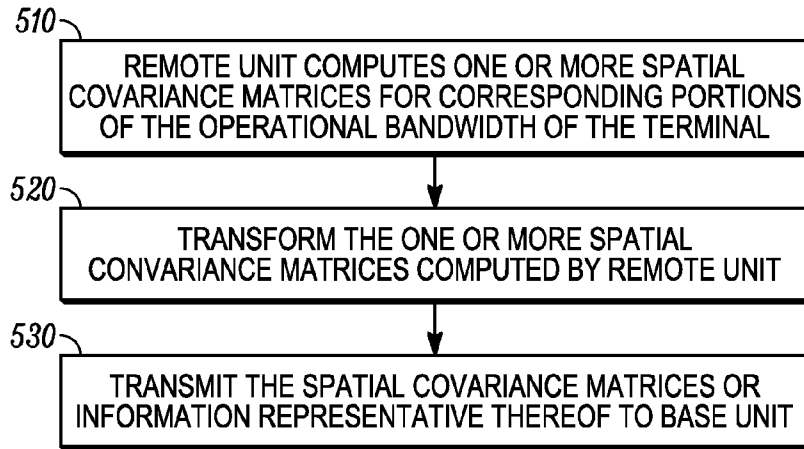 510
REMOTE UNIT COMPUTES ONE OR MORE SPATIAL
COVARIANCE MATRICES FOR CORRESPONDING PORTIONS
OF THE OPERATIONAL BANDWIDTH OF THE TERMINAL
520
TRANSFORM THE ONE OR MORE SPATIAL
CONVARIANCE MATRICES COMPUTED BY REMOTE UNIT
530
TRANSMIT THE SPATIAL COVARIANCE MATRICES OR
INFORMATION REPRESENTATIVE THEREOF TO BASE UNIT